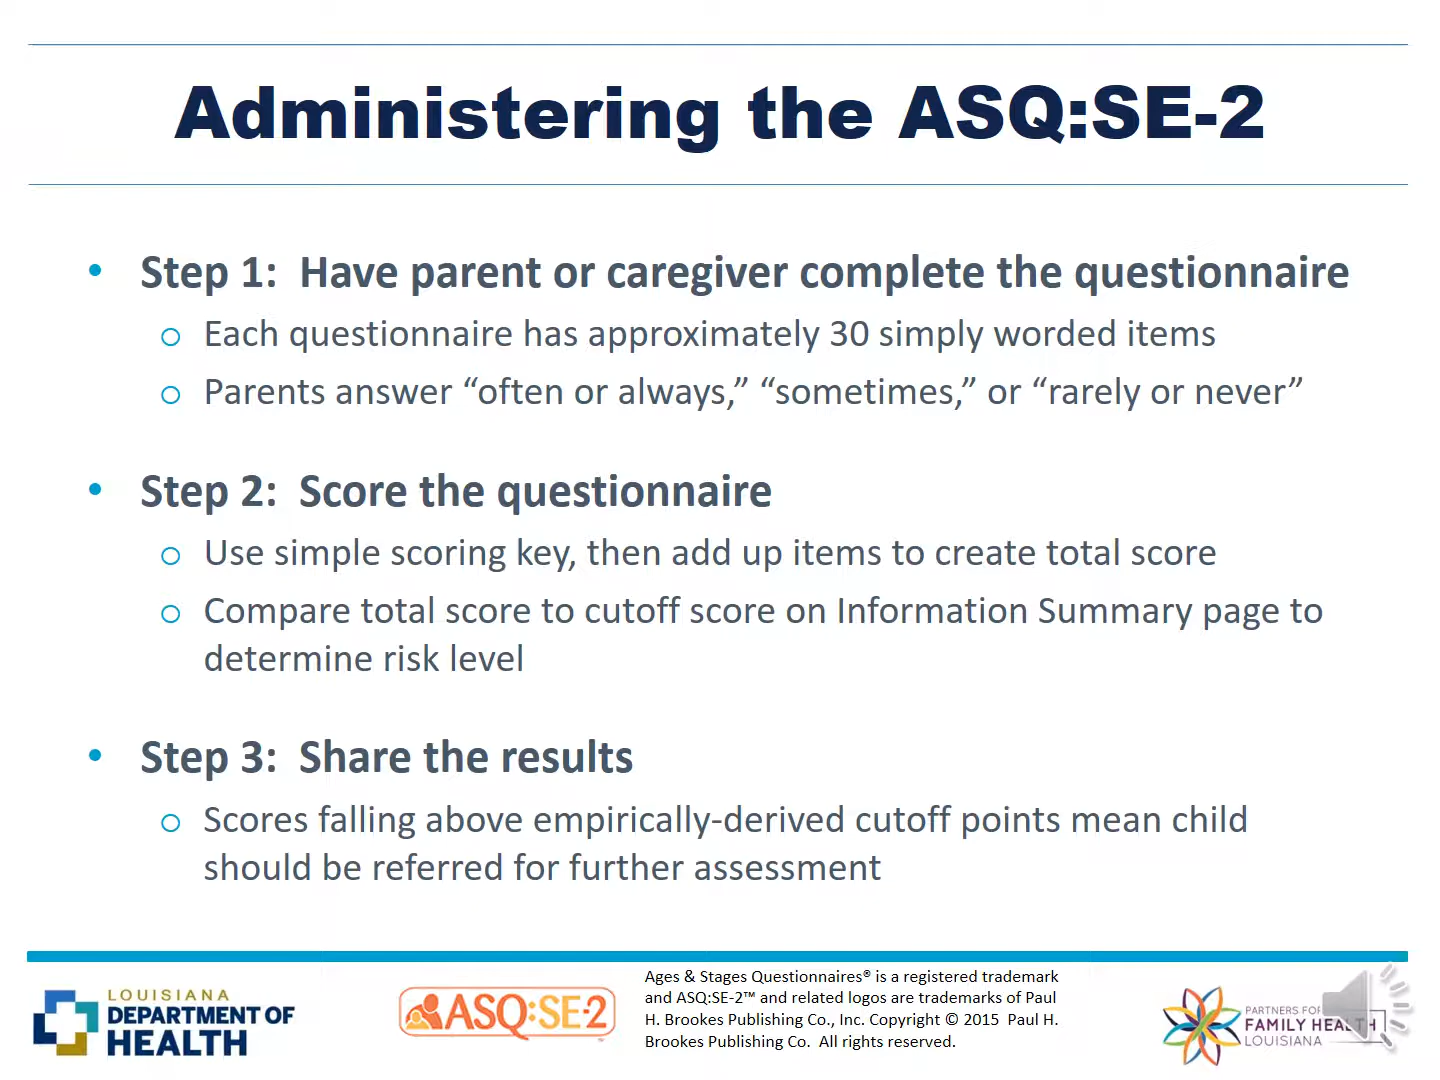 Administering the ASQ:SE-2
• Step 1:  Have parent or caregiver complete the questionnaire
o Each questionnaire has approximately 30 simply worded items
o Parents answer “often or always,” “sometimes,” or “rarely or never”
• Step 2:  Score the questionnaire
o Use simple scoring key, then add up items to create total score
o Compare total score to cutoff score on Information Summary page to
determine risk level
• Step 3:  Share the results
o Scores falling above empirically-derived cutoff points mean child
should be referred for further assessment
LOUISIANA
DEPARTMENT OF
HEALTH
ASQ:SE-2™
Ages & Stages Questionnaires® is a registered trademark
and ASQ:SE-2™ and related logos are trademarks of Paul
H. Brookes Publishing Co., Inc. Copyright © 2015  Paul H.
Brookes Publishing Co.  All rights reserved.
PARTNERS FOR
FAMILY HEALTH
LOUISIANA